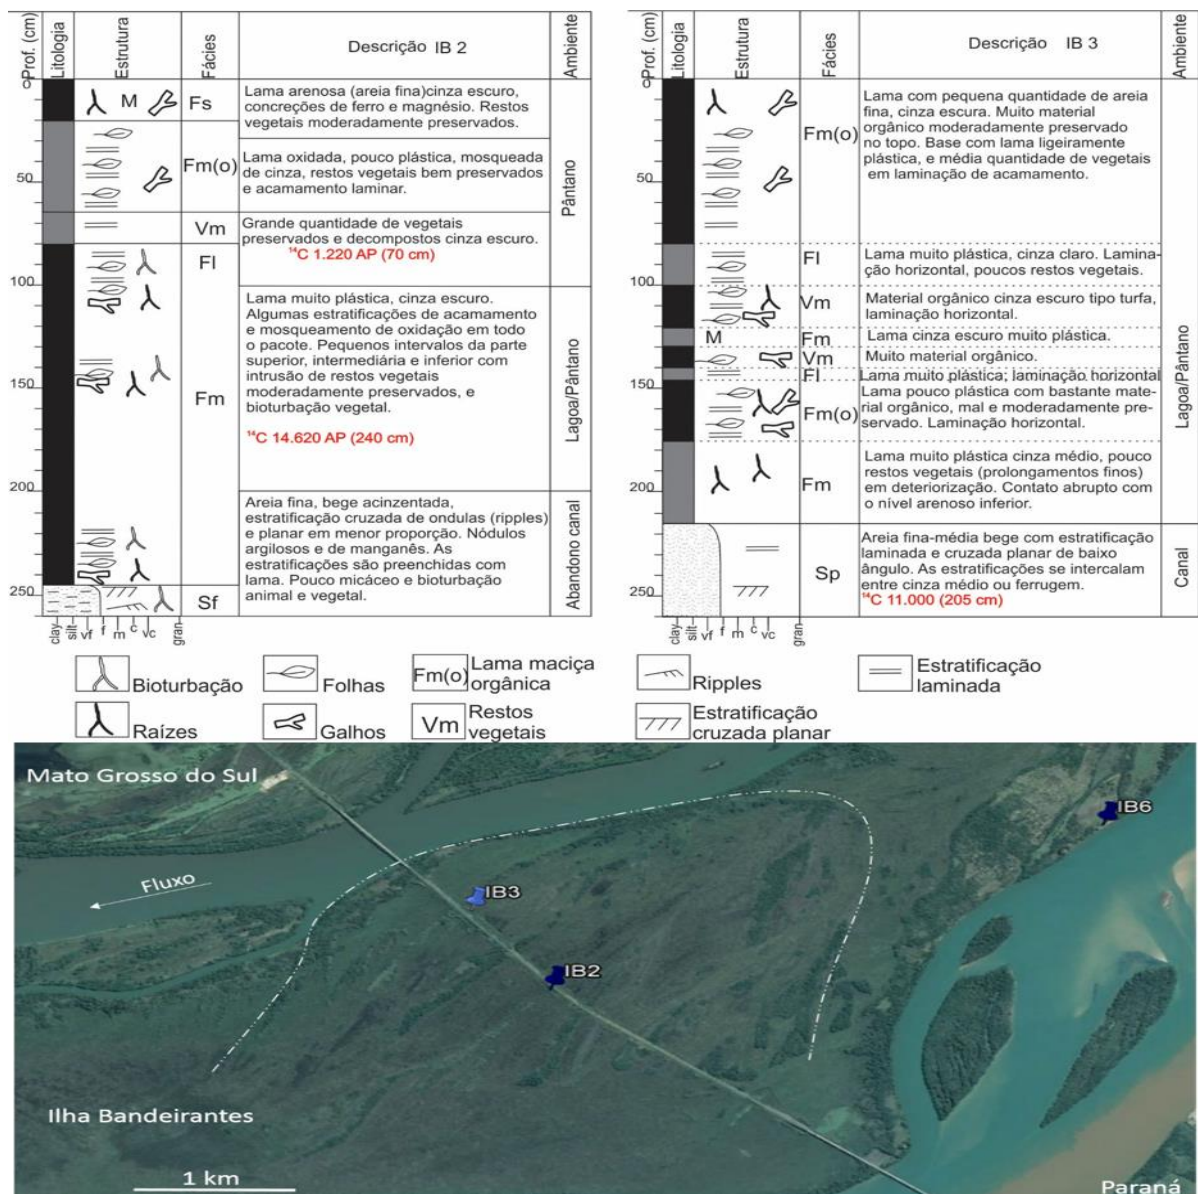 Prof. (cm)
Litologia
Estrutura
Fácies
Descrição IB 2
Ambiente
0
50
100
150
200
250
M
Fs
Fm(o)
Vm
Fl
Fm
Sf
Lama arenosa (areia fina)cinza escuro,
concreções de ferro e magnésio. Restos
vegetais moderadamente preservados.
Lama oxidada, pouco plástica, mosqueada
de cinza, restos vegetais bem preservados
e acamamento laminar.
Grande quantidade de vegetais
preservados e decompostos cinza escuro.
¹⁴C 1.220 AP (70 cm)
Lama muito plástica, cinza escuro.
Algumas estratificações de acamamento
e mosqueamento de oxidação em todo
o pacote. Pequenos intervalos da parte
superior, intermediária e inferior com
intrusão de restos vegetais
moderadamente preservados, e
bioturbação vegetal.
¹⁴C 14.620 AP (240 cm)
Areia fina, bege acinzentada,
estratificação cruzada de ondulas (ripples)
e planar em menor proporção. Nódulos
argilosos e de manganês. As
estratificações são preenchidas com
lama. Pouco micáceo e bioturbação
animal e vegetal.
Pântano
Lagoa/Pântano
Abandono canal
clay silt vf f m c vc gran
Prof. (cm)
Litologia
Estrutura
Fácies
Descrição IB 3
Ambiente
0
50
100
150
200
250
M
Fm(o)
Fl
Vm
Fm
Vm
Fl
Fm(o)
Fm
Sp
Lama com pequena quantidade de areia
fina, cinza escura. Muito material
orgânico moderadamente preservado
no topo. Base com lama ligeiramente
plástica, e média quantidade de vegetais
em laminação de acamamento.
Lama muito plástica, cinza claro. Lamina-
ção horizontal, poucos restos vegetais.
Material orgânico cinza escuro tipo turfa,
laminação horizontal.
Lama cinza escuro muito plástica.
Muito material orgânico.
Lama muito plástica; laminação horizontal
Lama pouco plástica com bastante mate-
rial orgânico, mal e moderadamente pre-
servado. Laminação horizontal.
Lama muito plástica cinza médio, pouco
restos vegetais (prolongamentos finos)
em deteriorização. Contato abrupto com
o nível arenoso inferior.
Areia fina-média bege com estratificação
laminada e cruzada planar de baixo
ângulo. As estratificações se intercalam
entre cinza médio ou ferrugem.
¹⁴C 11.000 (205 cm)
Lagoa/Pântano
Canal
clay silt vf f m c vc gran
Bioturbação
Folhas
Fm(o) Lama maciça
orgânica
Ripples
Estratificação
laminada
Raízes
Galhos
Vm Restos
vegetais
Estratificação
cruzada planar
Mato Grosso do Sul
IB6
Fluxo
IB3
IB2
Ilha Bandeirantes
1 km
Paraná